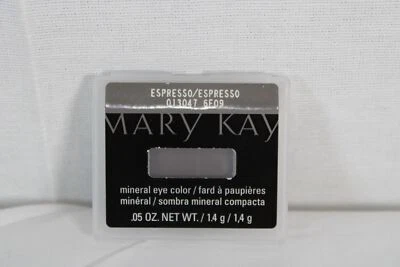 ESPRESSO/ESPRESSO
013047 6E09
MARY KAY
mineral eye color / fard à paupières
minéral / sombra mineral compacta
.05 OZ. NET WT. / 1.4 g / 1,4 g